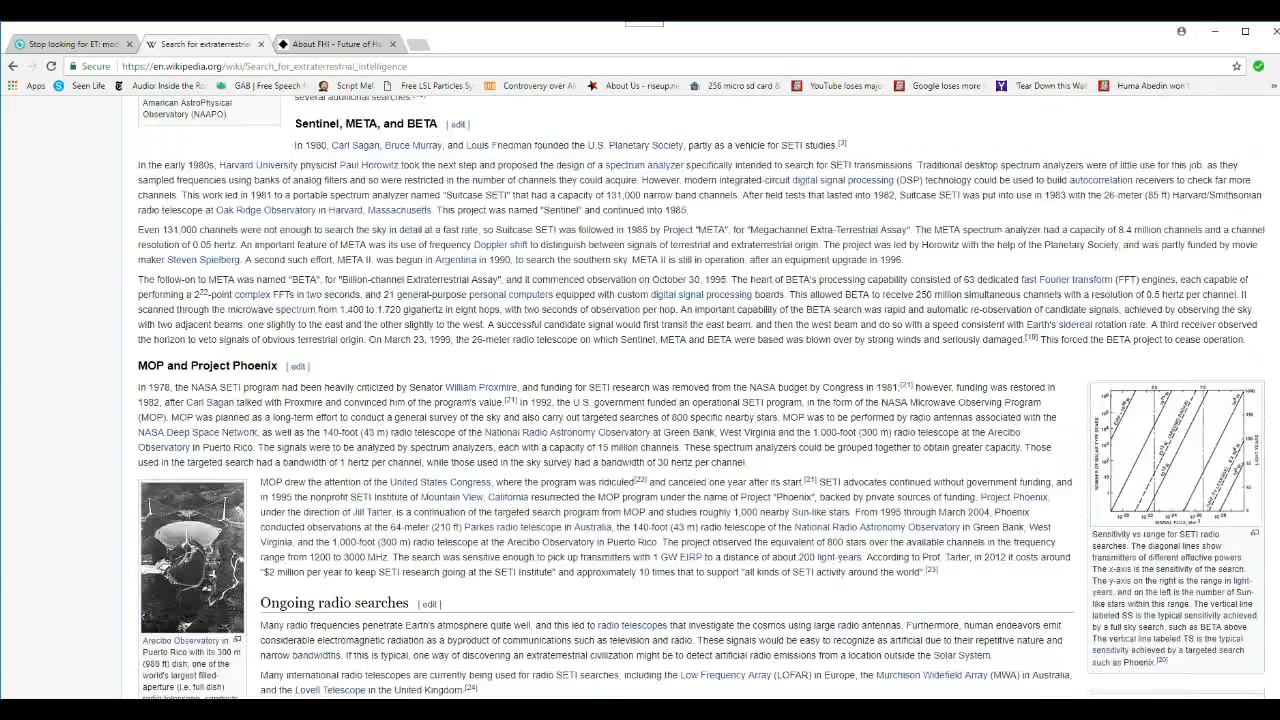 Stop looking for ET: mod
Search for extraterrestria
About FHI - Future of Hu
Secure
https://en.wikipedia.org/wiki/Search_for_extraterrestrial_intelligence
Apps
Seen Life
Audio: Inside the Ro
GAB | Free Speech f
Script Me!
Free LSL Particles Sy
Controversy over Al
About Us - riseup.ne
256 micro sd card 8
YouTube loses majo
Google loses more s
Tear Down this Wal
Huma Abedin won't
»
American AstroPhysical
Observatory (NAAPO).
several additional searches.
Sentinel, META, and BETA [ edit ]
In 1980, Carl Sagan, Bruce Murray, and Louis Friedman founded the U.S. Planetary Society, partly as a vehicle for SETI studies.[3]
In the early 1980s, Harvard University physicist Paul Horowitz took the next step and proposed the design of a spectrum analyzer specifically intended to search for SETI transmissions. Traditional desktop spectrum analyzers were of little use for this job, as they
sampled frequencies using banks of analog filters and so were restricted in the number of channels they could acquire. However, modern integrated-circuit digital signal processing (DSP) technology could be used to build autocorrelation receivers to check far more
channels. This work led in 1981 to a portable spectrum analyzer named "Suitcase SETI" that had a capacity of 131,000 narrow band channels. After field tests that lasted into 1982, Suitcase SETI was put into use in 1983 with the 26-meter (85 ft) Harvard/Smithsonian
radio telescope at Oak Ridge Observatory in Harvard, Massachusetts. This project was named "Sentinel" and continued into 1985.
Even 131,000 channels were not enough to search the sky in detail at a fast rate, so Suitcase SETI was followed in 1985 by Project "META", for "Megachannel Extra-Terrestrial Assay". The META spectrum analyzer had a capacity of 8.4 million channels and a channel
resolution of 0.05 hertz. An important feature of META was its use of frequency Doppler shift to distinguish between signals of terrestrial and extraterrestrial origin. The project was led by Horowitz with the help of the Planetary Society, and was partly funded by movie
maker Steven Spielberg. A second such effort, META II, was begun in Argentina in 1990, to search the southern sky. META II is still in operation, after an equipment upgrade in 1996.
The follow-on to META was named "BETA", for "Billion-channel Extraterrestrial Assay", and it commenced observation on October 30, 1995. The heart of BETA's processing capability consisted of 63 dedicated fast Fourier transform (FFT) engines, each capable of
performing a 2²²-point complex FFTs in two seconds, and 21 general-purpose personal computers equipped with custom digital signal processing boards. This allowed BETA to receive 250 million simultaneous channels with a resolution of 0.5 hertz per channel. It
scanned through the microwave spectrum from 1.400 to 1.720 gigahertz in eight hops, with two seconds of observation per hop. An important capability of the BETA search was rapid and automatic re-observation of candidate signals, achieved by observing the sky
with two adjacent beams, one slightly to the east and the other slightly to the west. A successful candidate signal would first transit the east beam, and then the west beam and do so with a speed consistent with Earth's sidereal rotation rate. A third receiver observed
the horizon to veto signals of obvious terrestrial origin. On March 23, 1999, the 26-meter radio telescope on which Sentinel, META and BETA were based was blown over by strong winds and seriously damaged.[19] This forced the BETA project to cease operation.
MOP and Project Phoenix [ edit ]
In 1978, the NASA SETI program had been heavily criticized by Senator William Proxmire, and funding for SETI research was removed from the NASA budget by Congress in 1981;[21] however, funding was restored in
1982, after Carl Sagan talked with Proxmire and convinced him of the program's value.[21] In 1992, the U.S. government funded an operational SETI program, in the form of the NASA Microwave Observing Program
(MOP). MOP was planned as a long-term effort to conduct a general survey of the sky and also carry out targeted searches of 800 specific nearby stars. MOP was to be performed by radio antennas associated with the
NASA Deep Space Network, as well as the 140-foot (43 m) radio telescope of the National Radio Astronomy Observatory at Green Bank, West Virginia and the 1,000-foot (300 m) radio telescope at the Arecibo
Observatory in Puerto Rico. The signals were to be analyzed by spectrum analyzers, each with a capacity of 15 million channels. These spectrum analyzers could be grouped together to obtain greater capacity. Those
used in the targeted search had a bandwidth of 1 hertz per channel, while those used in the sky survey had a bandwidth of 30 hertz per channel.
MOP drew the attention of the United States Congress, where the program was ridiculed[22] and canceled one year after its start.[21] SETI advocates continued without government funding, and
in 1995 the nonprofit SETI Institute of Mountain View, California resurrected the MOP program under the name of Project "Phoenix", backed by private sources of funding. Project Phoenix,
under the direction of Jill Tarter, is a continuation of the targeted search program from MOP and studies roughly 1,000 nearby Sun-like stars. From 1995 through March 2004, Phoenix
conducted observations at the 64-meter (210 ft) Parkes radio telescope in Australia, the 140-foot (43 m) radio telescope of the National Radio Astronomy Observatory in Green Bank, West
Virginia, and the 1,000-foot (300 m) radio telescope at the Arecibo Observatory in Puerto Rico. The project observed the equivalent of 800 stars over the available channels in the frequency
range from 1200 to 3000 MHz. The search was sensitive enough to pick up transmitters with 1 GW EIRP to a distance of about 200 light-years. According to Prof. Tarter, in 2012 it costs around
"$2 million per year to keep SETI research going at the SETI Institute" and approximately 10 times that to support "all kinds of SETI activity around the world".[23]
Arecibo Observatory in
Puerto Rico with its 300 m
(980 ft) dish, one of the
world's largest filled-
aperture (i.e. full dish)
radio telescope, conducts
SIGNAL FLUX,
LIGHT YEARS
Sensitivity vs range for SETI radio
searches. The diagonal lines show
transmitters of different effective powers.
The x-axis is the sensitivity of the search.
The y-axis on the right is the range in light-
years, and on the left is the number of Sun-
like stars within this range. The vertical line
labeled SS is the typical sensitivity achieved
by a full sky search, such as BETA above.
The vertical line labeled TS is the typical
sensitivity achieved by a targeted search
such as Phoenix.[20]
Ongoing radio searches [ edit ]
Many radio frequencies penetrate Earth's atmosphere quite well, and this led to radio telescopes that investigate the cosmos using large radio antennas. Furthermore, human endeavors emit
considerable electromagnetic radiation as a byproduct of communications such as television and radio. These signals would be easy to recognize as artificial due to their repetitive nature and
narrow bandwidths. If this is typical, one way of discovering an extraterrestrial civilization might be to detect artificial radio emissions from a location outside the Solar System.
Many international radio telescopes are currently being used for radio SETI searches, including the Low Frequency Array (LOFAR) in Europe, the Murchison Widefield Array (MWA) in Australia,
and the Lovell Telescope in the United Kingdom.[24]